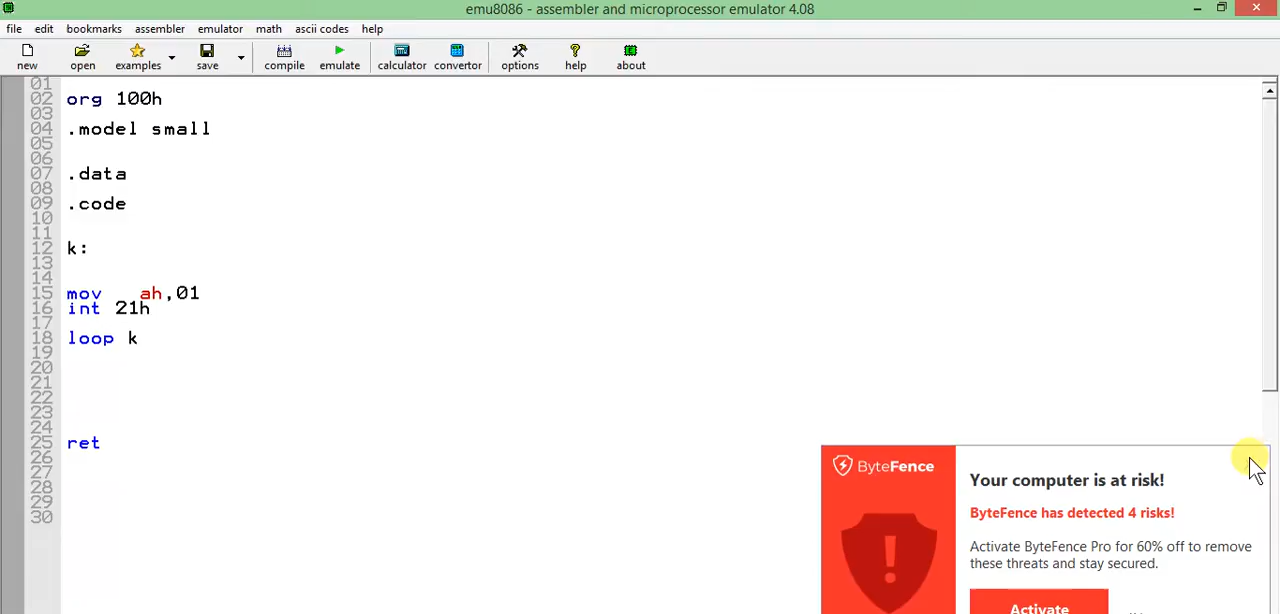 emu8086 - assembler and microprocessor emulator 4.08
file edit bookmarks assembler emulator math ascii codes help
new open examples save compile emulate calculator convertor options help about
01
02 org 100h
03
04 .model small
05
06
07 .data
08
09 .code
10
11
12 k:
13
14
15 mov ah,01
16 int 21h
17
18 loop k
19
20
21
22
23
24
25 ret
26
27
28
29
30
ByteFence
Your computer is at risk!
ByteFence has detected 4 risks!
Activate ByteFence Pro for 60% off to remove
these threats and stay secured.
Activate